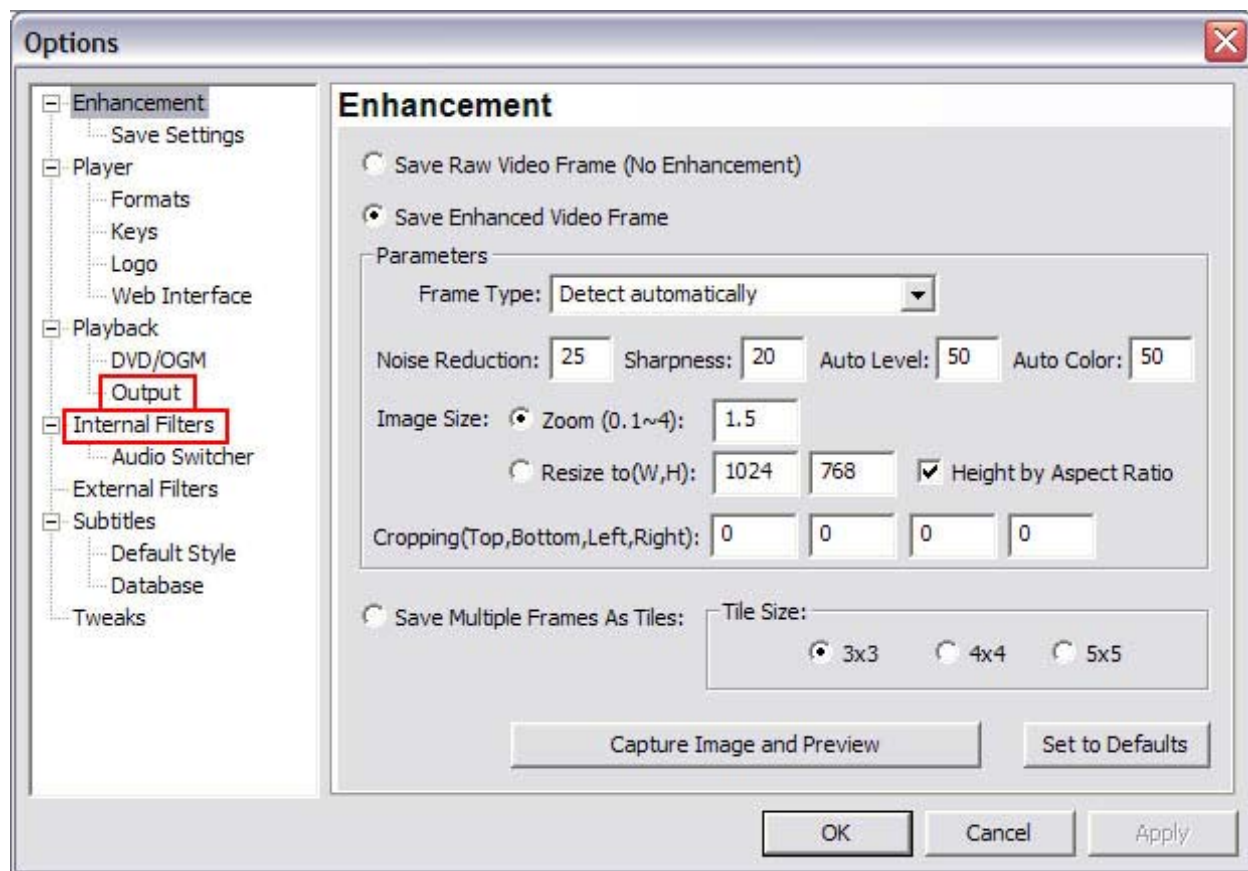 Options
Enhancement
Save Settings
Player
Formats
Keys
Logo
Web Interface
Playback
DVD/OGM
Output
Internal Filters
Audio Switcher
External Filters
Subtitles
Default Style
Database
Tweaks
Enhancement
Save Raw Video Frame (No Enhancement)
Save Enhanced Video Frame
Parameters
Frame Type: Detect automatically
Noise Reduction: 25 Sharpness: 20 Auto Level: 50 Auto Color: 50
Image Size: Zoom (0.1~4): 1.5
Resize to(W,H): 1024 768 Height by Aspect Ratio
Cropping(Top,Bottom,Left,Right): 0 0 0 0
Save Multiple Frames As Tiles: Tile Size:
3x3 4x4 5x5
Capture Image and Preview Set to Defaults
OK Cancel Apply